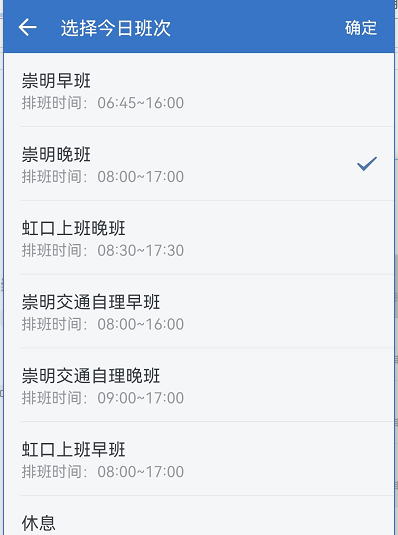 选择今日班次
确定
崇明早班
排班时间：06:45~16:00
崇明晚班
排班时间：08:00~17:00
虹口上班晚班
排班时间：08:30~17:30
崇明交通自理早班
排班时间：08:00~16:00
崇明交通自理晚班
排班时间：09:00~17:00
虹口上班早班
排班时间：08:00~17:00
休息